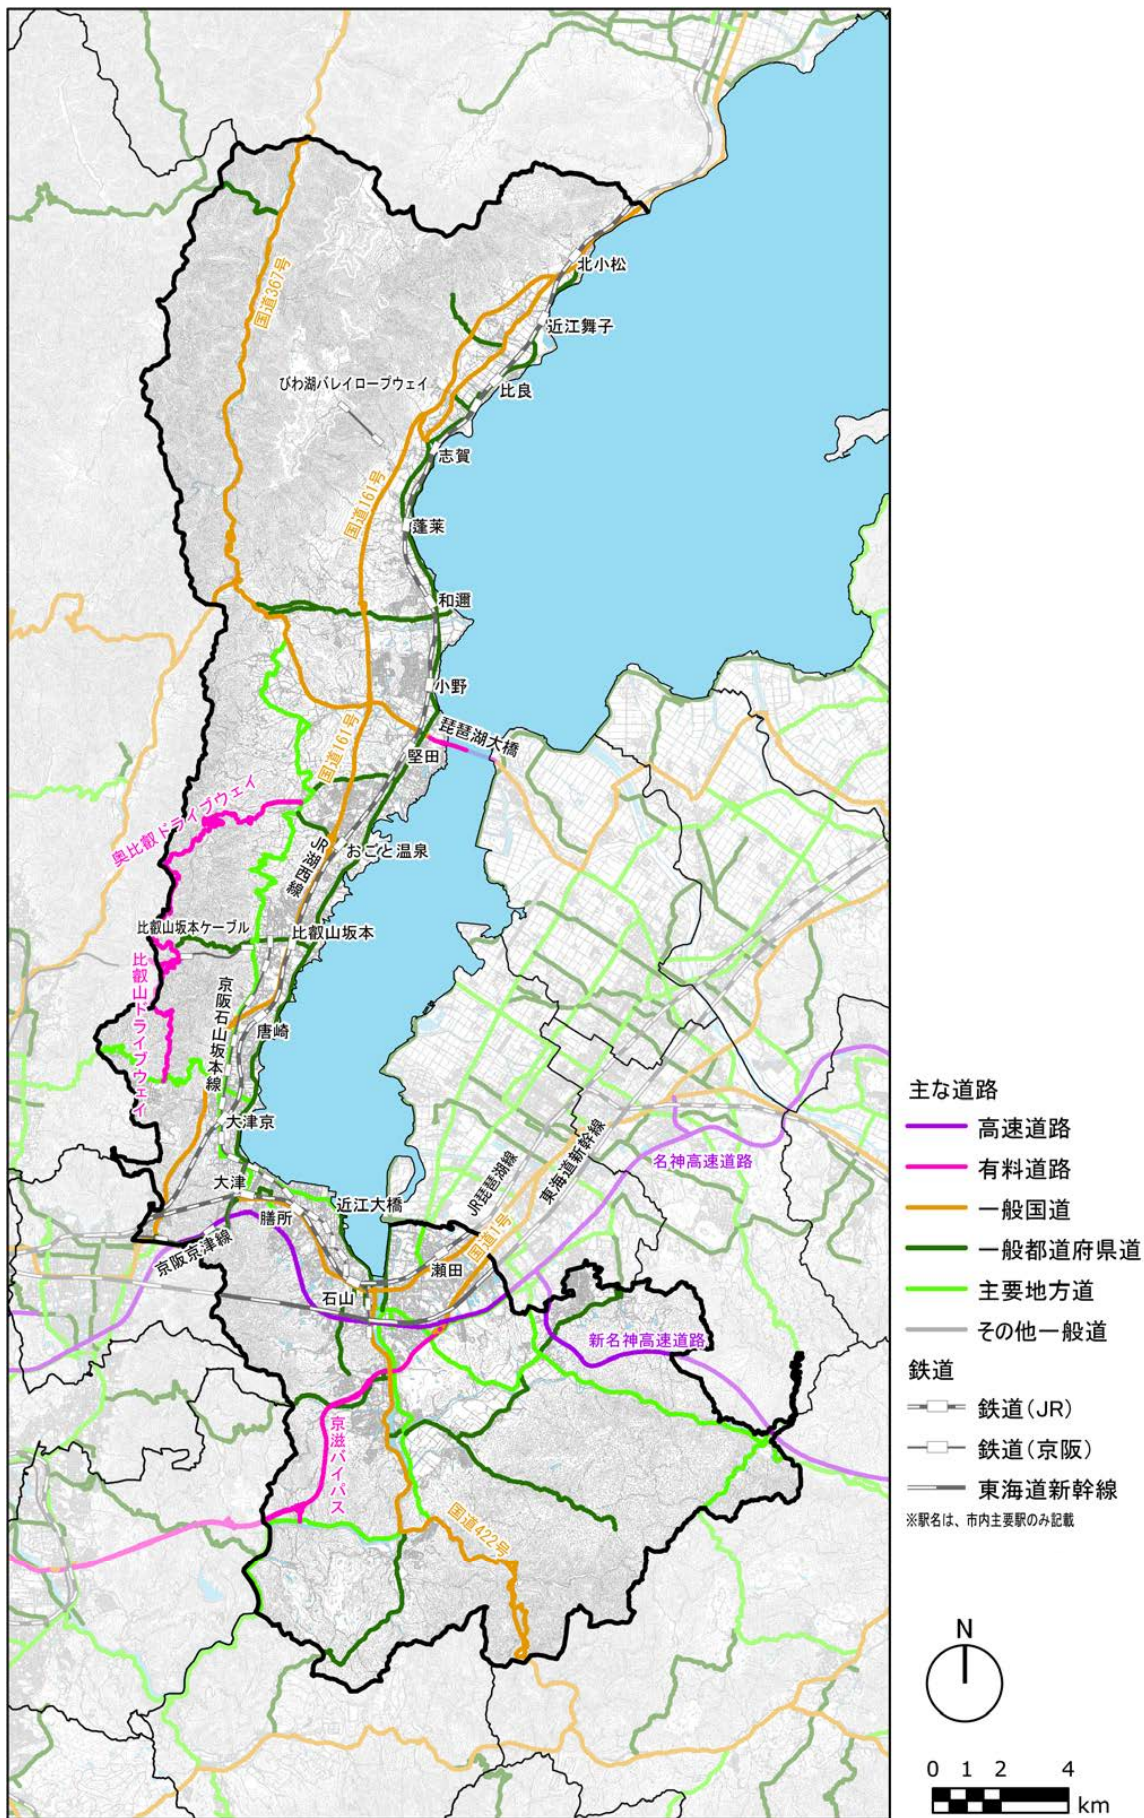 北小松
国道367号
近江舞子
びわ湖バレイロープウェイ
比良
志賀
国道161号
蓬莱
和邇
小野
琵琶湖大橋
国道161号
堅田
奥比叡ドライブウェイ
JR湖西線
おごと温泉
比叡山坂本ケーブル
比叡山坂本
比叡山ドライブウェイ
京阪石山坂本線
唐崎
大津京
大津
近江大橋
膳所
京阪京津線
JR琵琶湖線
東海道新幹線
名神高速道路
国道1号
瀬田
石山
新名神高速道路
京滋バイパス
国道422号
主な道路
高速道路
有料道路
一般国道
一般都道府県道
主要地方道
その他一般道
鉄道
鉄道(JR)
鉄道(京阪)
東海道新幹線
※駅名は、市内主要駅のみ記載
N
0 1 2 4
km